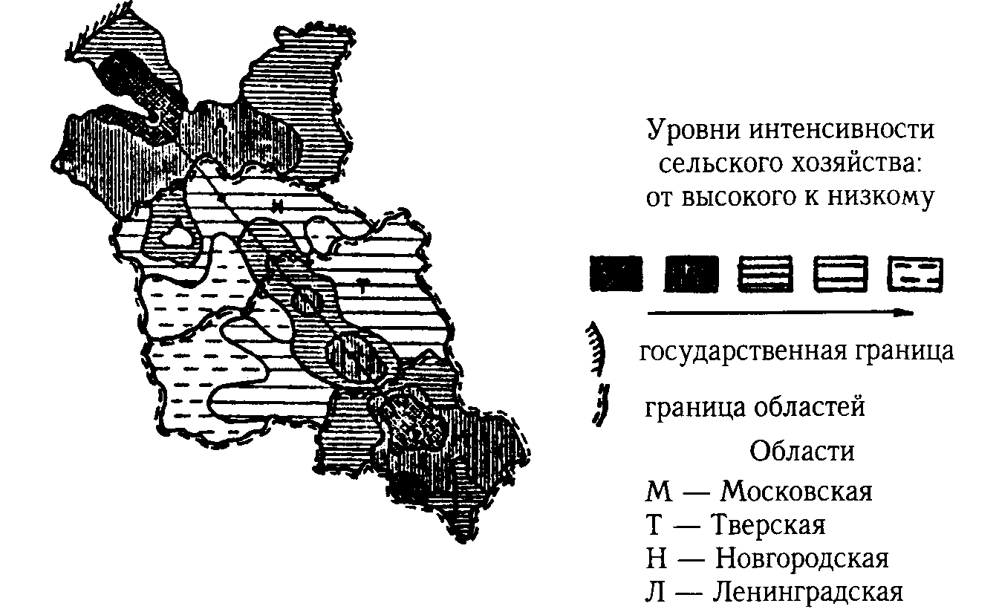 Уровни интенсивности
сельского хозяйства:
от высокого к низкому
государственная граница
граница областей
Области
М — Московская
Т — Тверская
Н — Новгородская
Л — Ленинградская
Н
Т